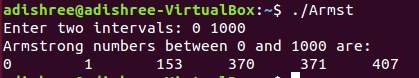 adishree@adishree-VirtualBox:~$ ./Armst
Enter two intervals: 0 1000
Armstrong numbers between 0 and 1000 are:
0 1 153 370 371 407